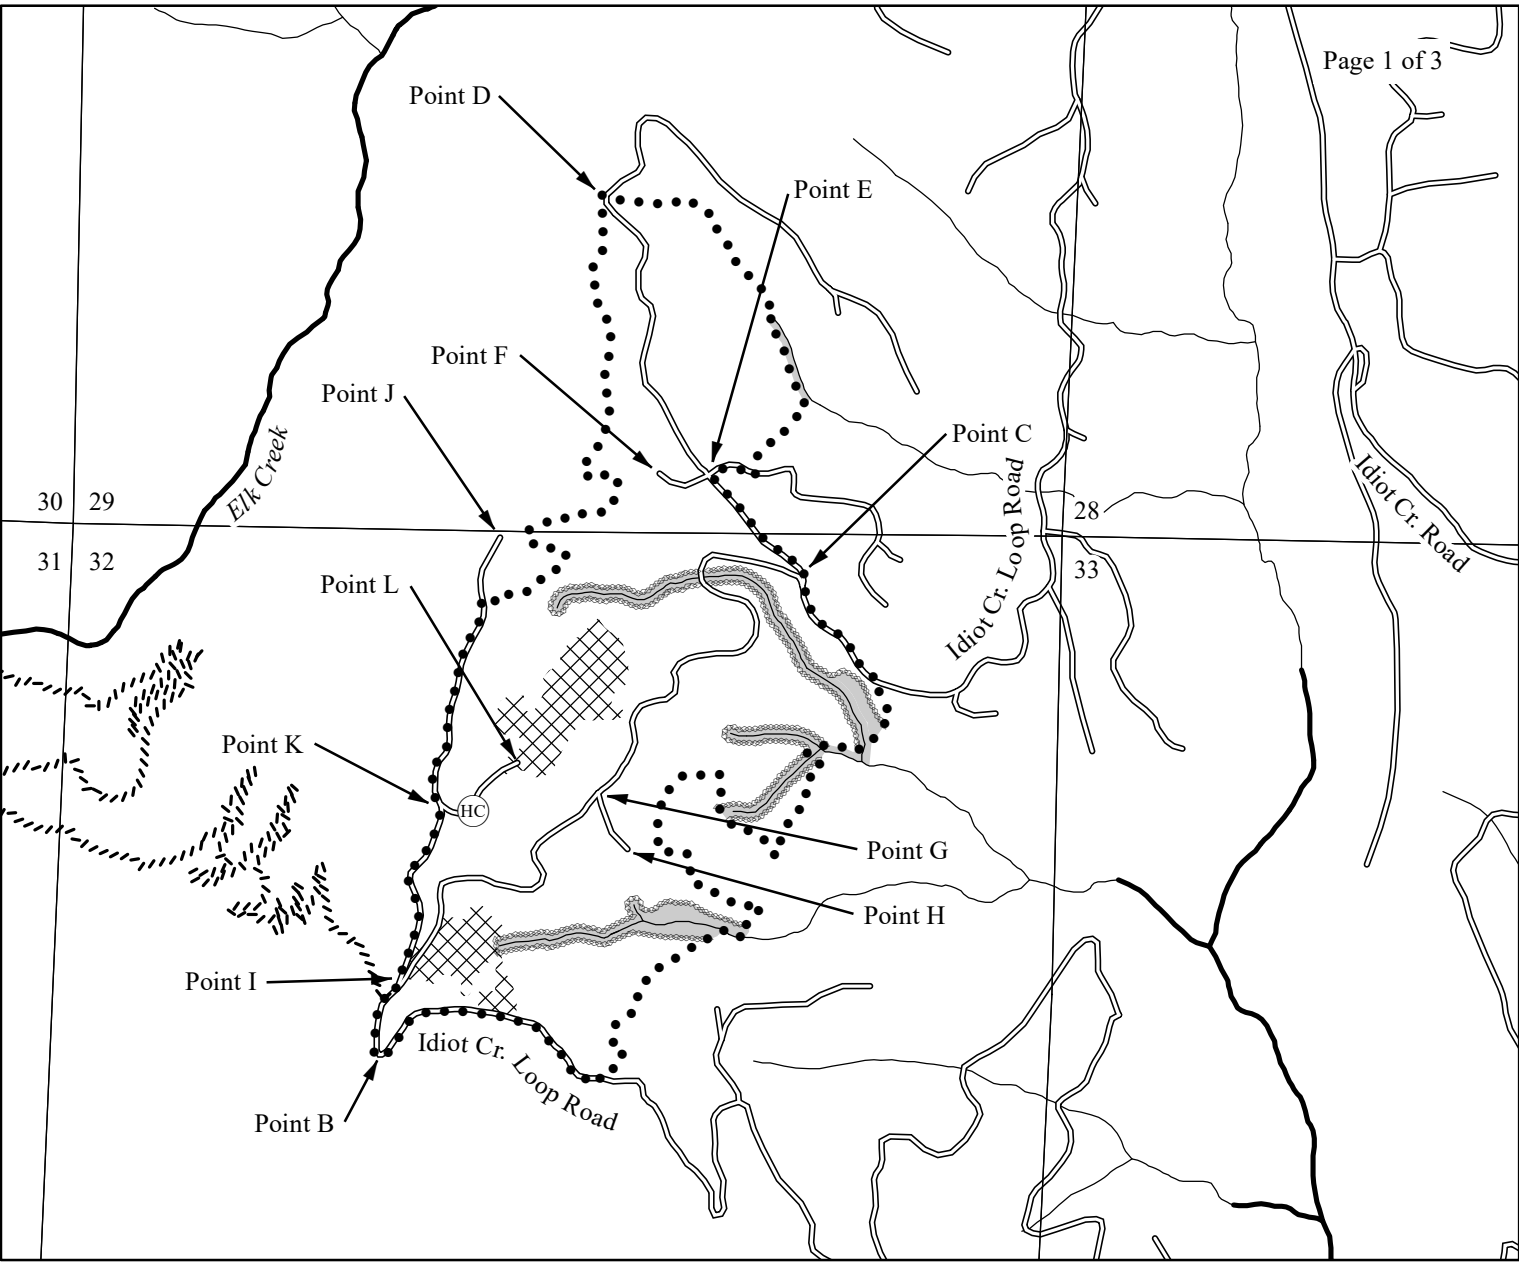 Page 1 of 3
Point D
Point E
Point F
Point J
Point C
Elk Creek
Idiot Cr. Road
Idiot Cr. Loop Road
30 29
28
31 32
33
Point L
Point K
HC
Point G
Point H
Point I
Idiot Cr. Loop Road
Point B